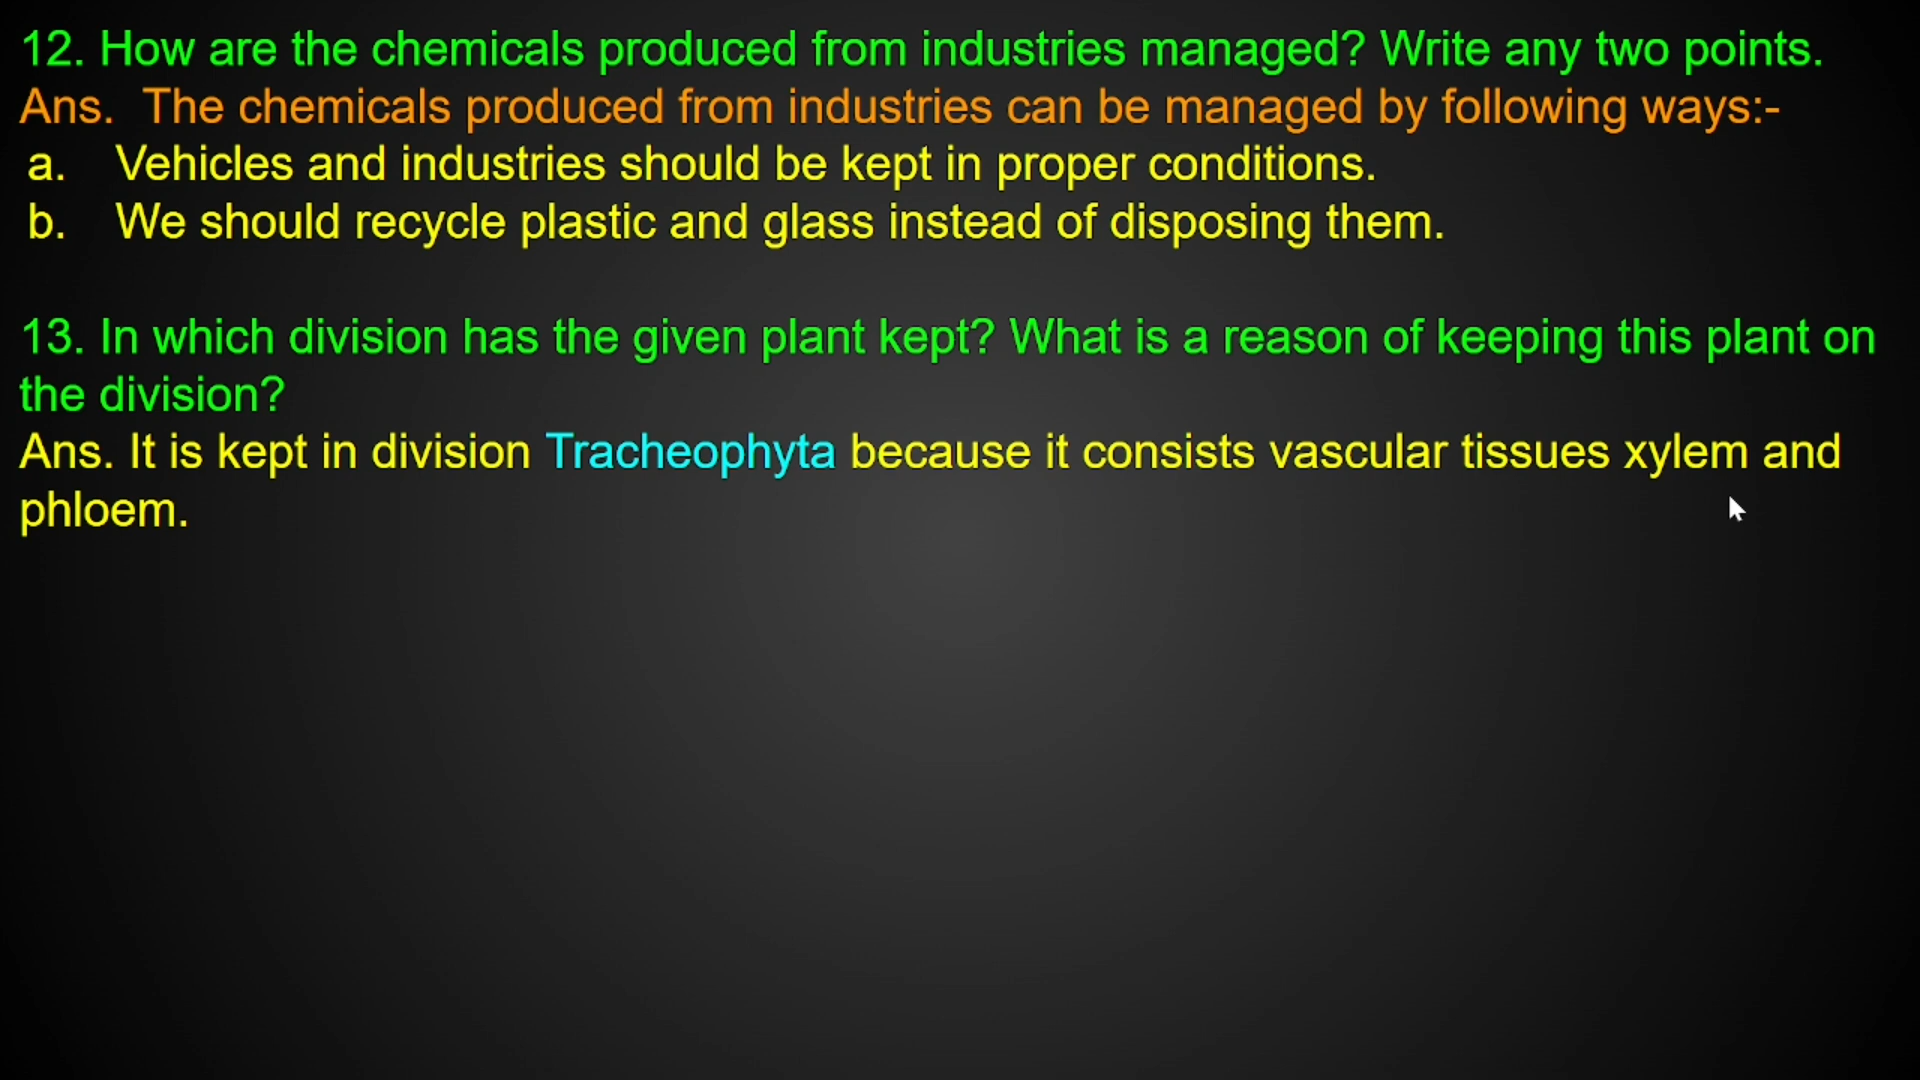 12. How are the chemicals produced from industries managed? Write any two points.
Ans. The chemicals produced from industries can be managed by following ways:-
a. Vehicles and industries should be kept in proper conditions.
b. We should recycle plastic and glass instead of disposing them.
13. In which division has the given plant kept? What is a reason of keeping this plant on
the division?
Ans. It is kept in division Tracheophyta because it consists vascular tissues xylem and
phloem.